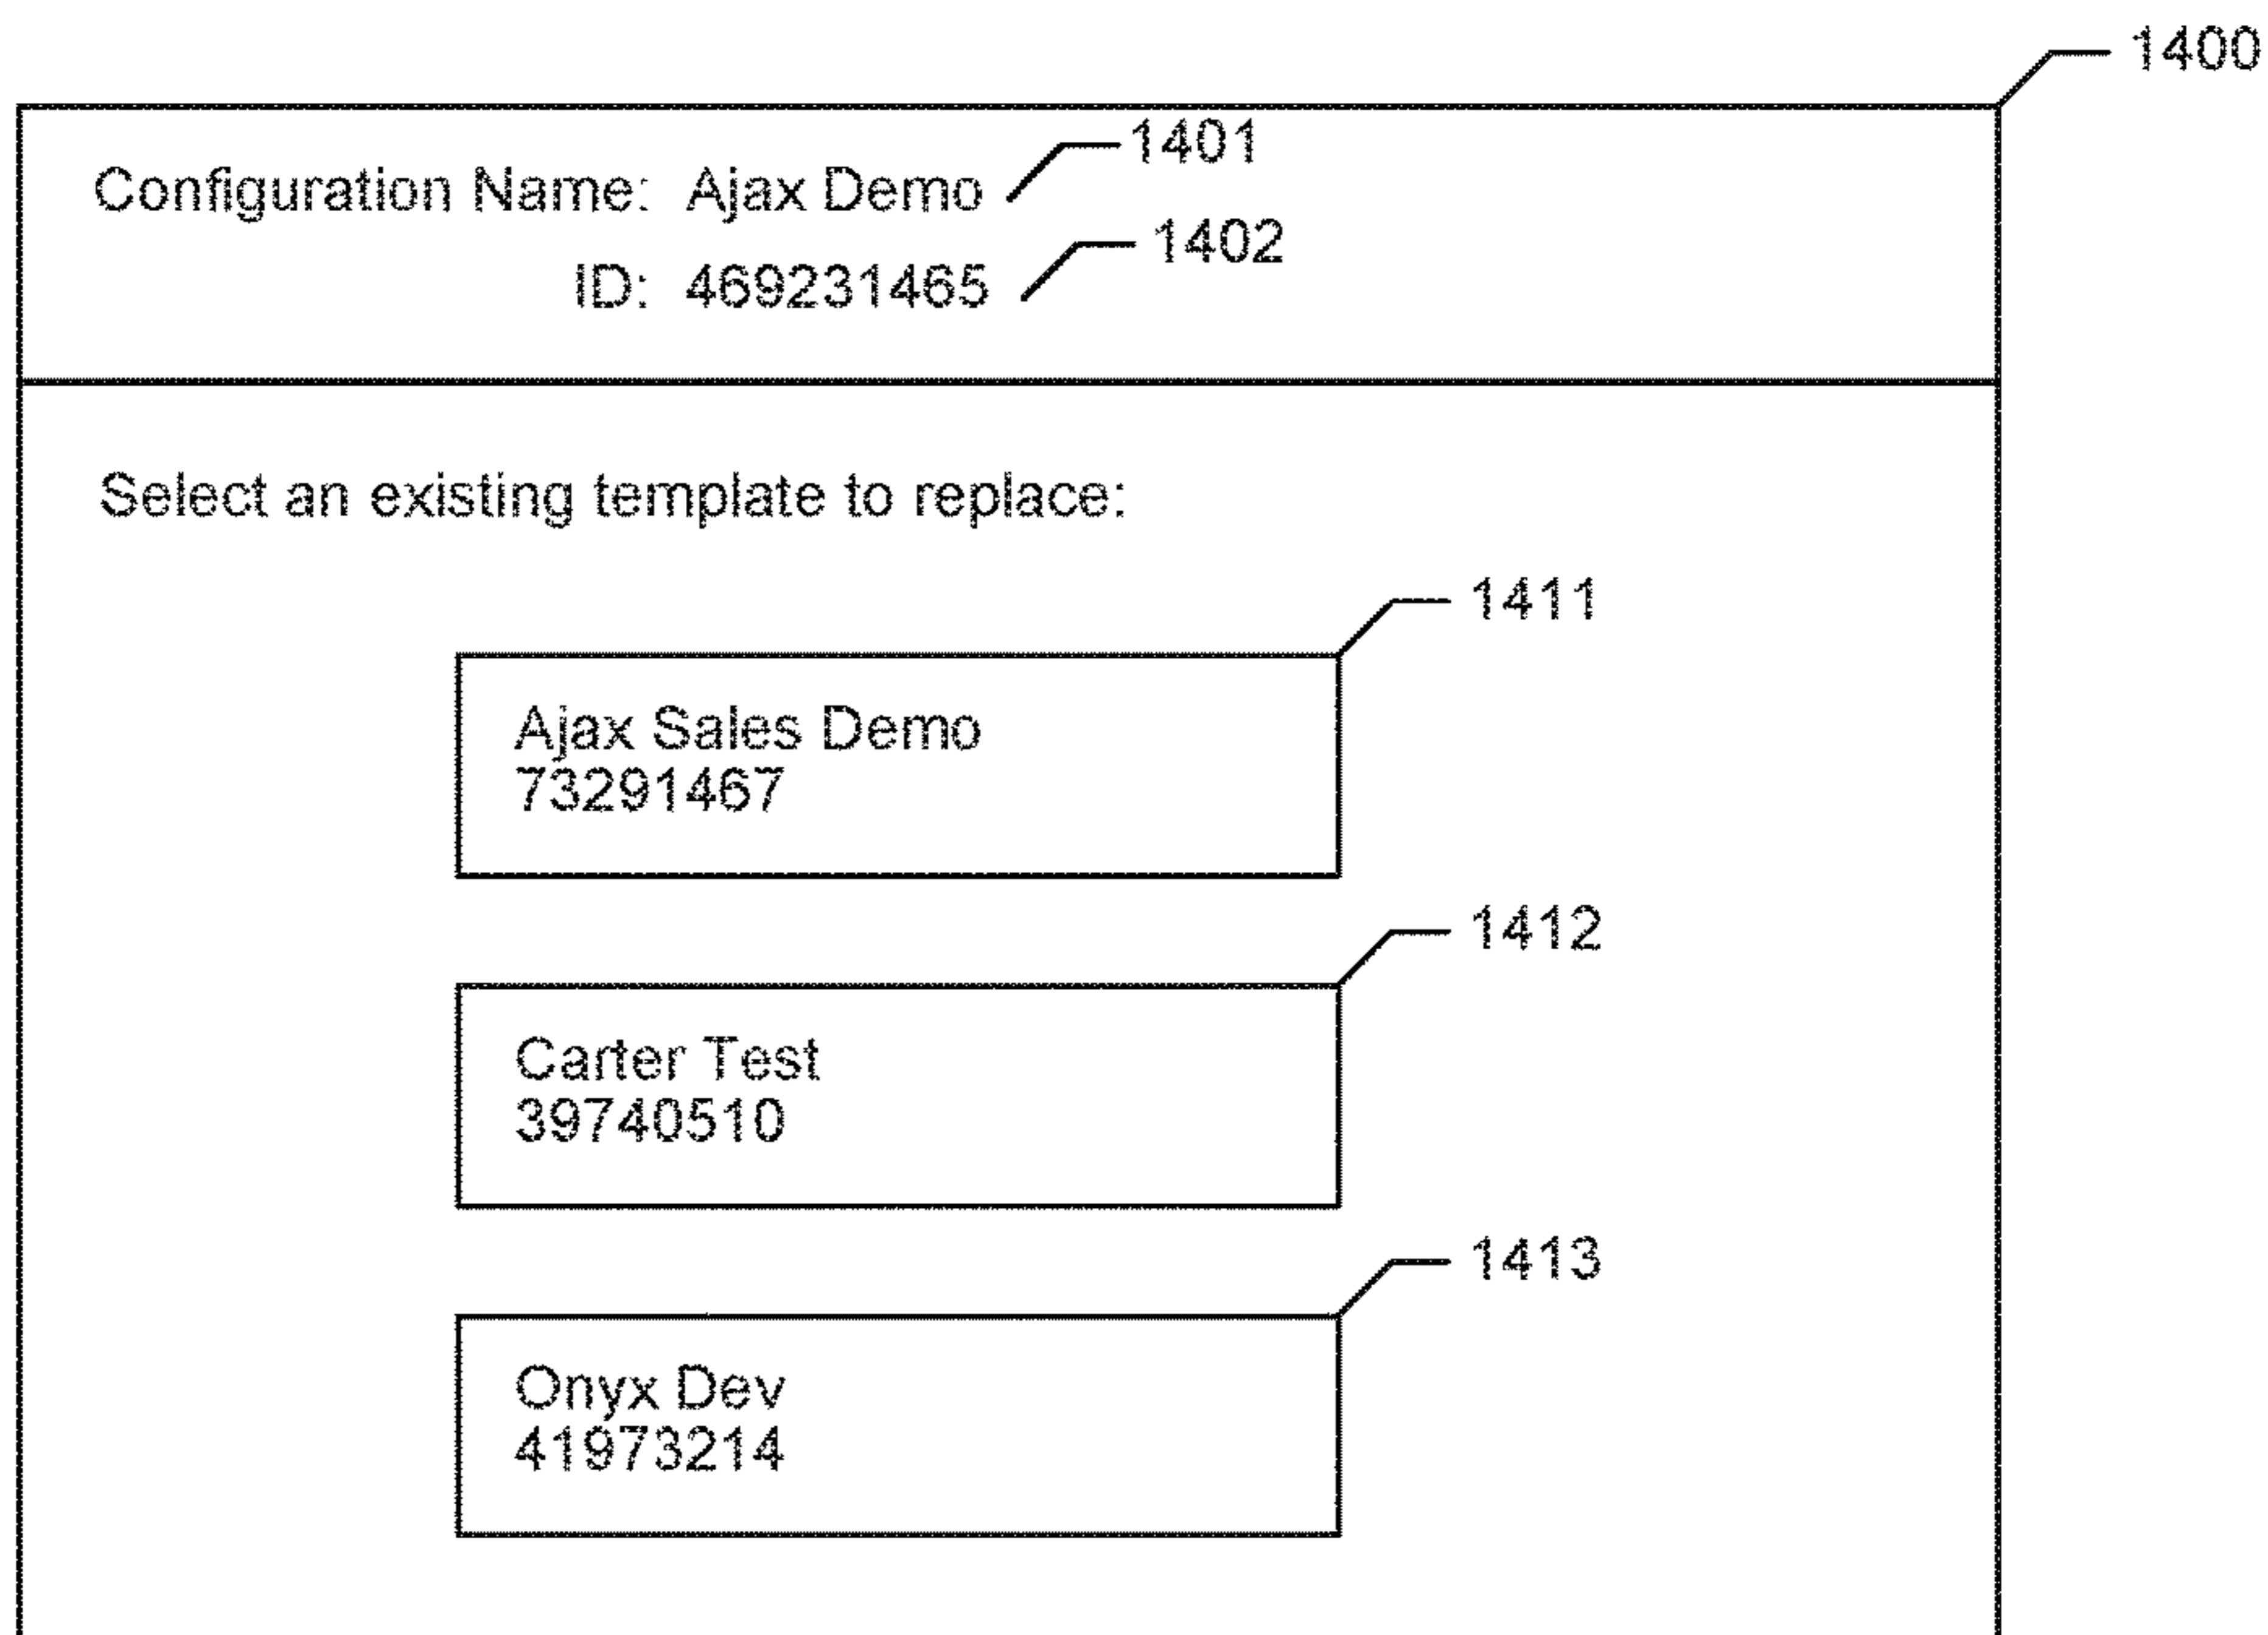 1400
Configuration Name: Ajax Demo 1401
ID: 469231465 1402
Select an existing template to replace:
1411
Ajax Sales Demo
73291467
1412
Carter Test
39740510
1413
Onyx Dev
41973214